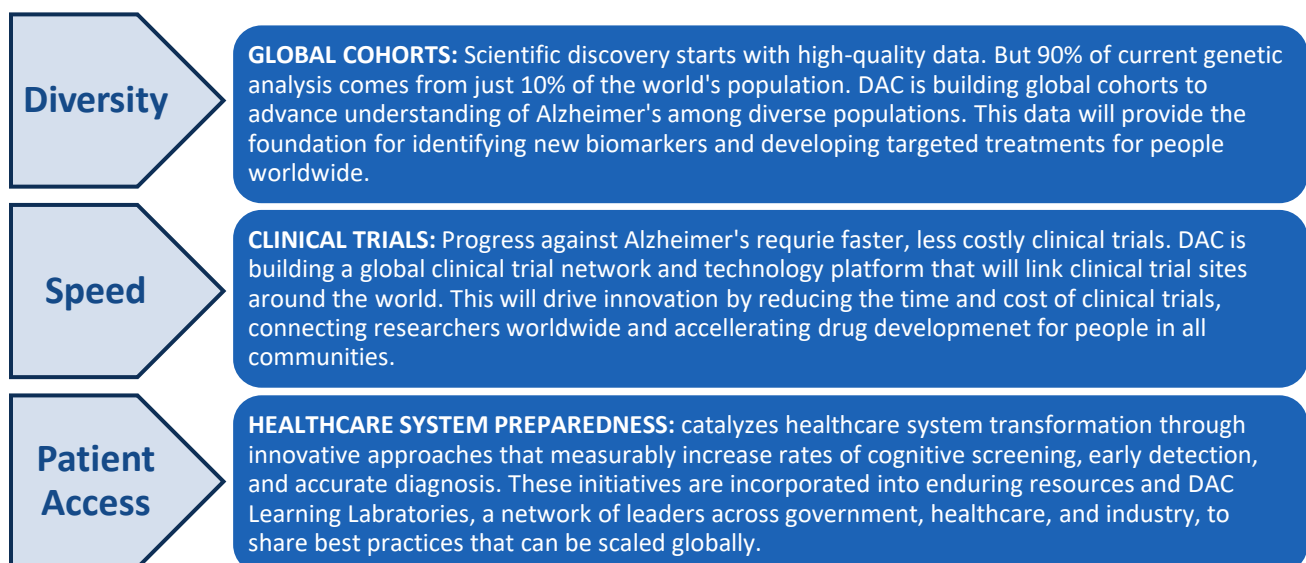 Diversity
GLOBAL COHORTS: Scientific discovery starts with high-quality data. But 90% of current genetic
analysis comes from just 10% of the world's population. DAC is building global cohorts to
advance understanding of Alzheimer's among diverse populations. This data will provide the
foundation for identifying new biomarkers and developing targeted treatments for people
worldwide.
Speed
CLINICAL TRIALS: Progress against Alzheimer's requrie faster, less costly clinical trials. DAC is
building a global clinical trial network and technology platform that will link clinical trial sites
around the world. This will drive innovation by reducing the time and cost of clinical trials,
connecting researchers worldwide and accellerating drug developmenet for people in all
communities.
Patient
Access
HEALTHCARE SYSTEM PREPAREDNESS: catalyzes healthcare system transformation through
innovative approaches that measurably increase rates of cognitive screening, early detection,
and accurate diagnosis. These initiatives are incorporated into enduring resources and DAC
Learning Labratories, a network of leaders across government, healthcare, and industry, to
share best practices that can be scaled globally.